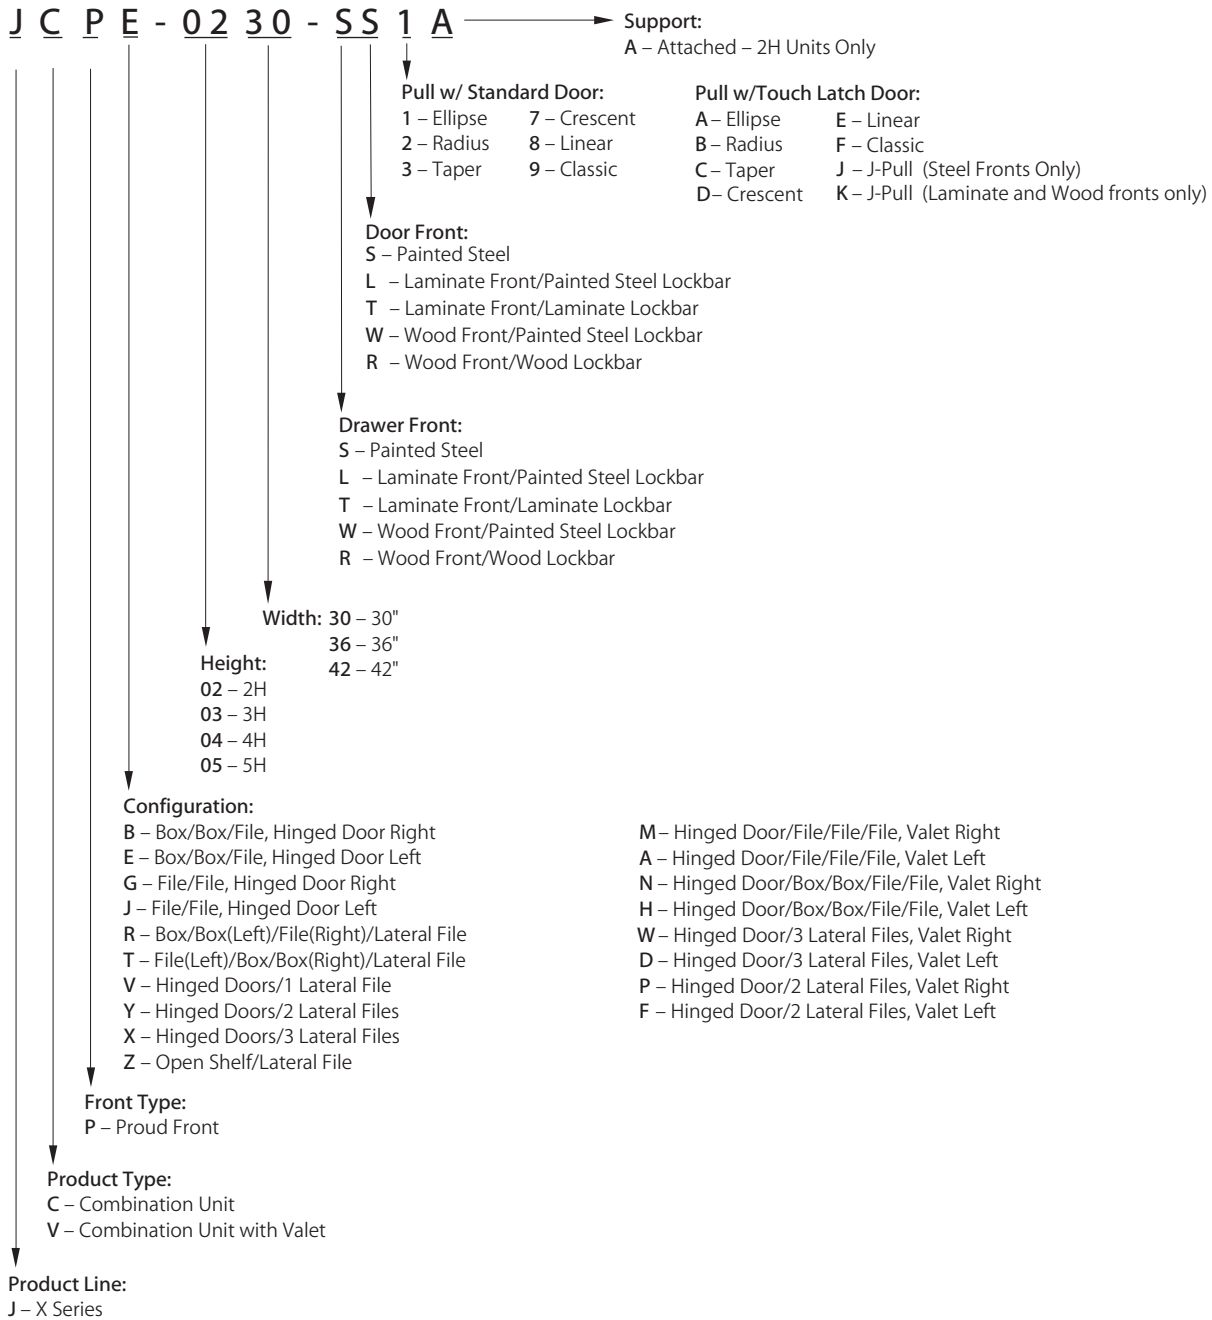 J C P E - 02 30 - S S 1 A
Support:
A – Attached – 2H Units Only
Pull w/ Standard Door:
1 – Ellipse
2 – Radius
3 – Taper
7 – Crescent
8 – Linear
9 – Classic
Pull w/Touch Latch Door:
A – Ellipse
B – Radius
C – Taper
D – Crescent
E – Linear
F – Classic
J – J-Pull (Steel Fronts Only)
K – J-Pull (Laminate and Wood fronts only)
Door Front:
S – Painted Steel
L – Laminate Front/Painted Steel Lockbar
T – Laminate Front/Laminate Lockbar
W – Wood Front/Painted Steel Lockbar
R – Wood Front/Wood Lockbar
Drawer Front:
S – Painted Steel
L – Laminate Front/Painted Steel Lockbar
T – Laminate Front/Laminate Lockbar
W – Wood Front/Painted Steel Lockbar
R – Wood Front/Wood Lockbar
Width: 30 – 30"
36 – 36"
42 – 42"
Height:
02 – 2H
03 – 3H
04 – 4H
05 – 5H
Configuration:
B – Box/Box/File, Hinged Door Right
E – Box/Box/File, Hinged Door Left
G – File/File, Hinged Door Right
J – File/File, Hinged Door Left
R – Box/Box(Left)/File(Right)/Lateral File
T – File(Left)/Box/Box(Right)/Lateral File
V – Hinged Doors/1 Lateral File
Y – Hinged Doors/2 Lateral Files
X – Hinged Doors/3 Lateral Files
Z – Open Shelf/Lateral File
M – Hinged Door/File/File/File, Valet Right
A – Hinged Door/File/File/File, Valet Left
N – Hinged Door/Box/Box/File/File, Valet Right
H – Hinged Door/Box/Box/File/File, Valet Left
W – Hinged Door/3 Lateral Files, Valet Right
D – Hinged Door/3 Lateral Files, Valet Left
P – Hinged Door/2 Lateral Files, Valet Right
F – Hinged Door/2 Lateral Files, Valet Left
Front Type:
P – Proud Front
Product Type:
C – Combination Unit
V – Combination Unit with Valet
Product Line:
J – X Series